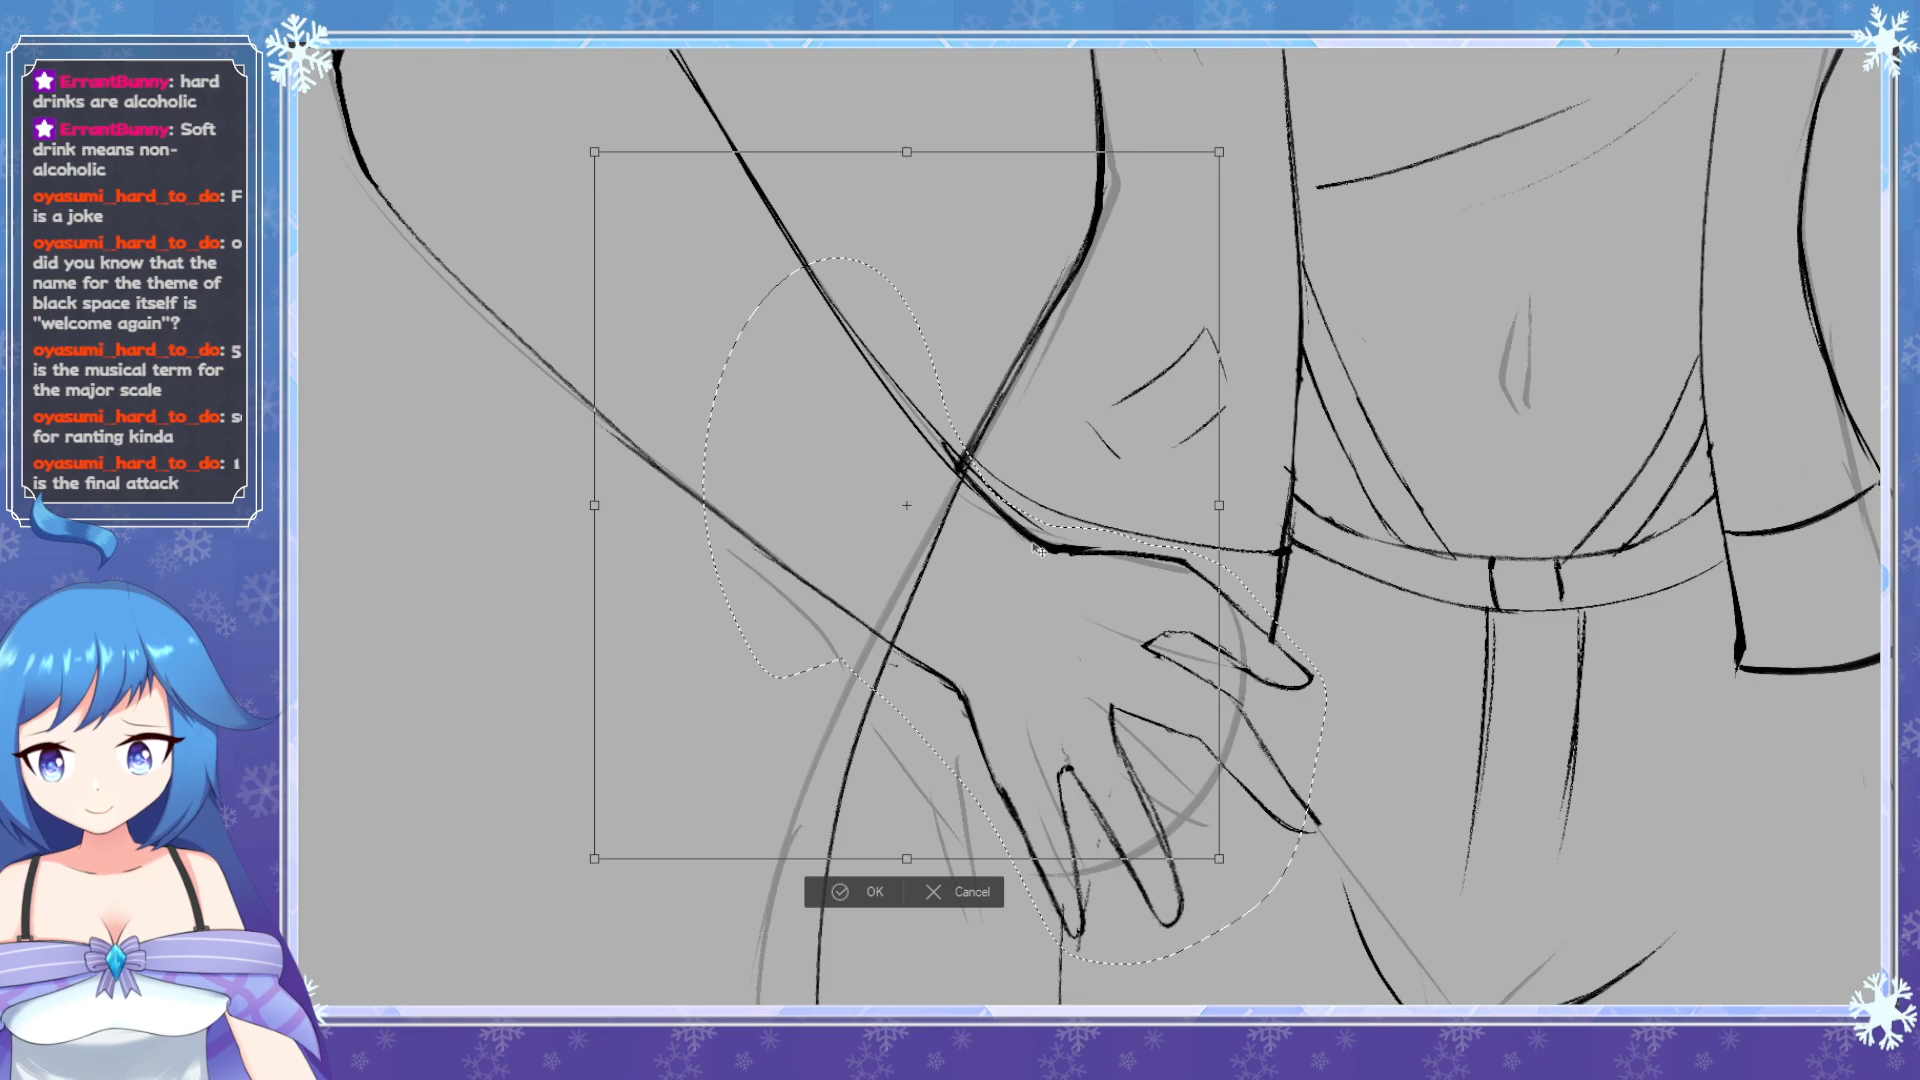 ErrantBunny: hard
drinks are alcoholic
ErrantBunny: Soft
drink means non-
alcoholic
oyasumi_hard_to_do: F
is a joke
oyasumi_hard_to_do:
did you know that the
name for the theme of
black space itself is
"welcome again"?
oyasumi_hard_to_do: 5
is the musical term for
the major scale
oyasumi_hard_to_do:
for ranting kinda
oyasumi_hard_to_do: 1
is the final attack
OK Cancel